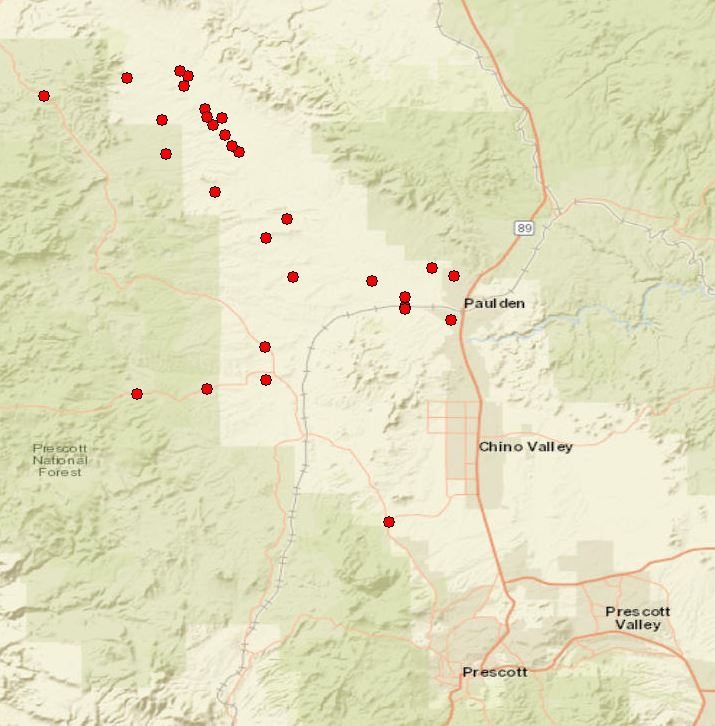 89
Paulden
Chino Valley
Prescott
National
Forest
Prescott
Valley
Prescott